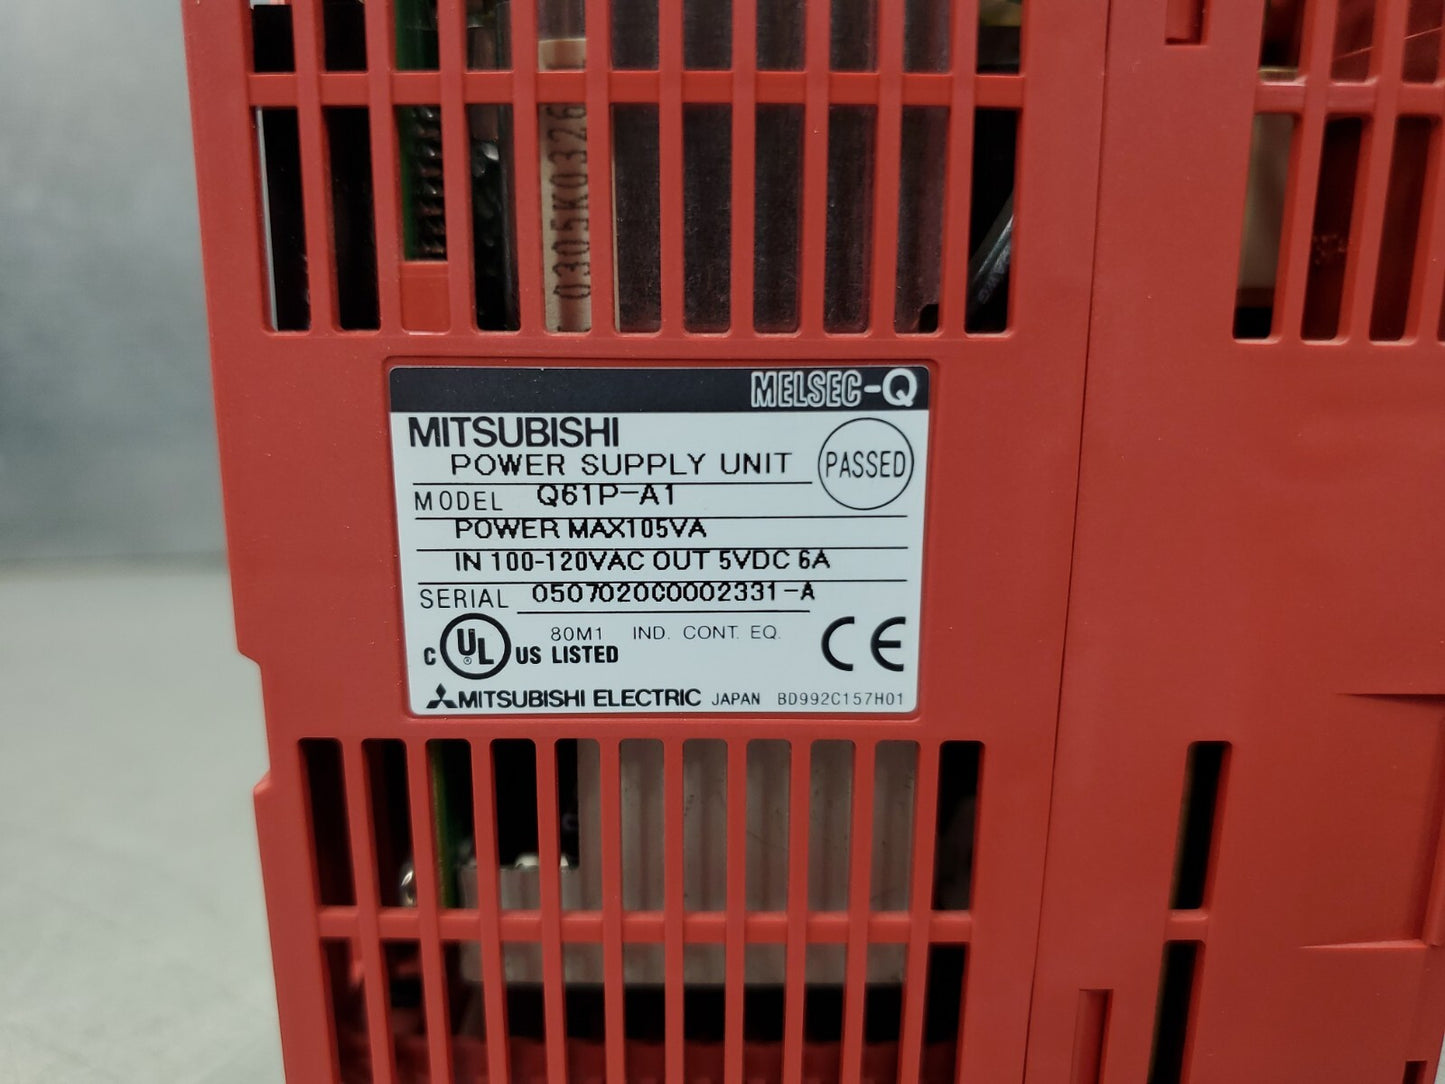 0305K0326
MELSEC-Q
MITSUBISHI
POWER SUPPLY UNIT
PASSED
MODEL Q61P-A1
POWER MAX105VA
IN 100-120VAC OUT 5VDC 6A
SERIAL 0507020C0002331-A
C UL ® US LISTED 80M1 IND. CONT. EQ.
CE
MITSUBISHI ELECTRIC JAPAN BD992C157H01